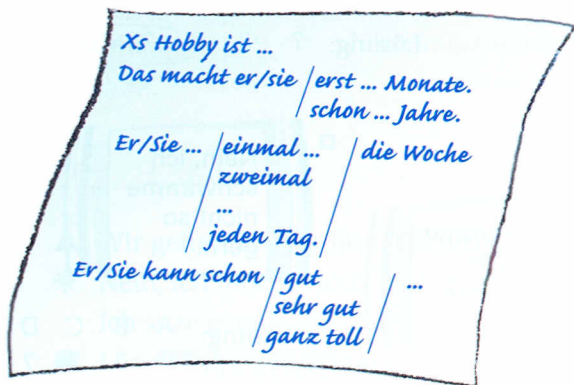 Xs Hobby ist ...
Das macht er/sie / erst ... Monate.
schon ... Jahre.
Er/Sie ... / einmal ... / die Woche
zweimal
...
jeden Tag.
Er/Sie kann schon / gut / ...
sehr gut
ganz toll